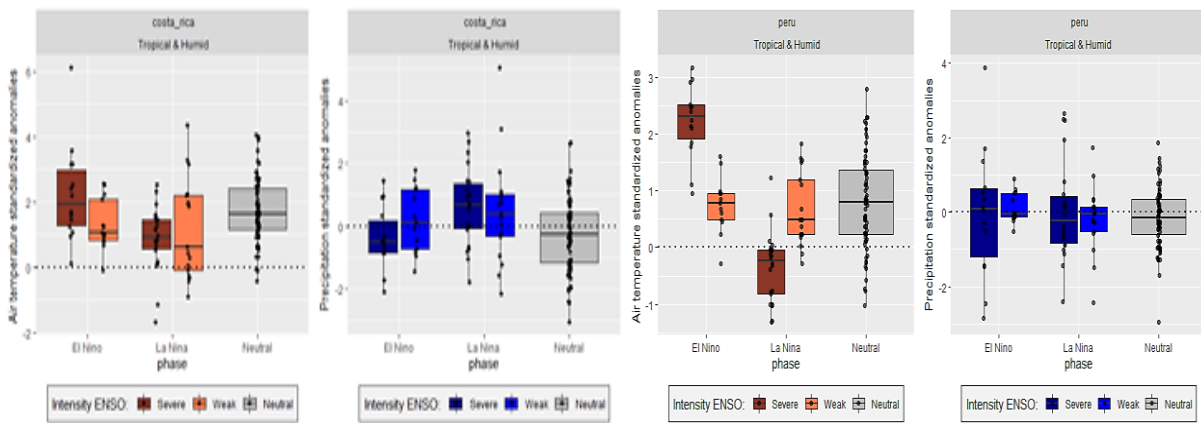 costa_rica
Tropical & Humid
Air temperature standardized anomalies
6
4
2
0
-2
El Nino
La Nina
Neutral
phase
Intensity ENSO:
Severe
Weak
Neutral
costa_rica
Tropical & Humid
Precipitation standardized anomalies
4
2
0
-2
El Nino
La Nina
Neutral
phase
Intensity ENSO:
Severe
Weak
Neutral
peru
Tropical & Humid
Air temperature standardized anomalies
3
2
1
0
-1
El Nino
La Nina
Neutral
phase
Intensity ENSO:
Severe
Weak
Neutral
peru
Tropical & Humid
Precipitation standardized anomalies
4
2
0
-2
El Nino
La Nina
Neutral
phase
Intensity ENSO:
Severe
Weak
Neutral